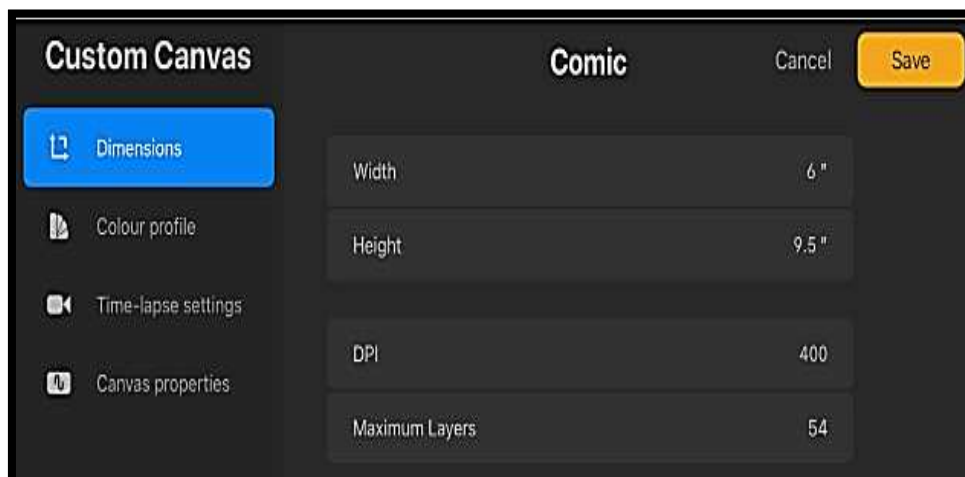 Custom Canvas
Comic
Cancel
Save
Dimensions
Colour profile
Time-lapse settings
Canvas properties
Width 6 "
Height 9.5 "
DPI 400
Maximum Layers 54